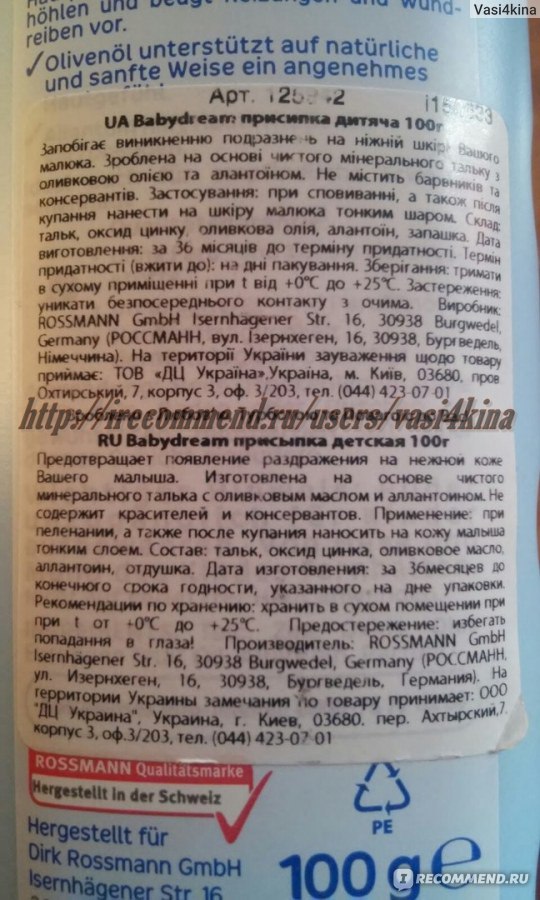 Vasi4kina
höhlen und beugt Reizungen und Wund-
reiben vor.
✓Olivenöl unterstützt auf natürliche
und sanfte Weise ein angenehmes
Арт.
UA Babydream присипка дитяча 100г
Запобігає виникненню подразнень на ніжній шкірі Вашого
малюка. Зроблена на основі чистого мінерального тальку з
оливковою олією та алантоїном. Не містить барвників та
консервантів. Застосування: при сповиванні, а також після
купання нанести на шкіру малюка тонким шаром. Склад:
тальк, оксид цинку, оливкова олія, алантоїн, запашка. Дата
виготовлення: за 36 місяців до терміну придатності. Термін
придатності (вжити до): на дні пакування. Зберігання: тримати
в сухому приміщенні при t від +0°C до +25°C. Застереження:
уникати безпосереднього контакту з очима. Виробник:
ROSSMANN GmbH Isernhägener Str. 16, 30938 Burgwedel,
Germany (РОССМАНН, вул. Ізернхеген, 16, 30938, Бургведель,
Німеччина). На території України зауваження щодо товару
приймає: ТОВ «ДЦ Україна»,Україна, м. Київ, 03680, пров
Охтирський, 7, корпус 3, оф. 3/203, тел. (044) 423-07-01
http://irecommend.ru/users/vasi4kina
RU Babydream присыпка детская 100г
Предотвращает появление раздражения на нежной коже
Вашего малыша. Изготовлена на основе чистого
минерального талька с оливковым маслом и аллантоином. Не
содержит красителей и консервантов. Применение: при
пеленании, а также после купания наносить на кожу малыша
тонким слоем. Состав: тальк, оксид цинка, оливковое масло,
аллантоин, отдушка. Дата изготовления: за 36месяцев до
конечного срока годности, указанного на дне упаковки.
Рекомендации по хранению: хранить в сухом помещении при
при t от +0°C до +25°C. Предостережение: избегать
попадания в глаза! Производитель: ROSSMANN GmbH
Isernhägener Str. 16, 30938 Burgwedel, Germany (РОССМАНН,
ул. Изернхеген, 16, 30938, Бургведель, Германия). На
территории Украины замечания по товару принимает: ООО
"ДЦ Украина", Украина, г. Киев, 03680. пер. Ахтырский,7,
корпус 3, оф.3/203, тел. (044) 423-07-01
ROSSMANN Qualitätsmarke
Hergestellt in der Schweiz
PE
Hergestellt für
Dirk Rossmann GmbH
Isernhägener Str. 16
100 g℮
IRECOMMEND.RU